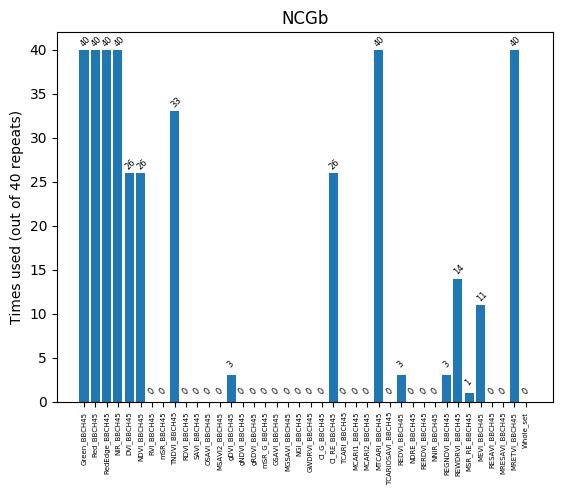 NCGb
Times used (out of 40 repeats)
40
35
30
25
20
15
10
5
0
40
40
40
40
26
26
0
0
33
0
0
0
0
3
0
0
0
0
0
0
0
0
26
0
0
0
40
0
3
0
0
0
3
14
1
11
0
0
40
0
Green_BBCH45
Red_BBCH45
RedEdge_BBCH45
NIR_BBCH45
DVI_BBCH45
NDVI_BBCH45
RVI_BBCH45
mSR_BBCH45
TNDVI_BBCH45
RDVI_BBCH45
SAVI_BBCH45
OSAVI_BBCH45
MSAVI2_BBCH45
gDVI_BBCH45
gNDVI_BBCH45
gRDVI_BBCH45
mSR_G_BBCH45
GSAVI_BBCH45
MGSAVI_BBCH45
NGI_BBCH45
GWDRVI_BBCH45
CI_G_BBCH45
CI_RE_BBCH45
TCARI_BBCH45
MCARI1_BBCH45
MCARI2_BBCH45
MTCARI_BBCH45
TCARIOSAVI_BBCH45
REDVI_BBCH45
NDRE_BBCH45
RERDVI_BBCH45
NNIR_BBCH45
REGNDVI_BBCH45
REWDRVI_BBCH45
MSR_RE_BBCH45
MEVI_BBCH45
RESAVI_BBCH45
MRESAVI_BBCH45
MRETVI_BBCH45
Whole_set